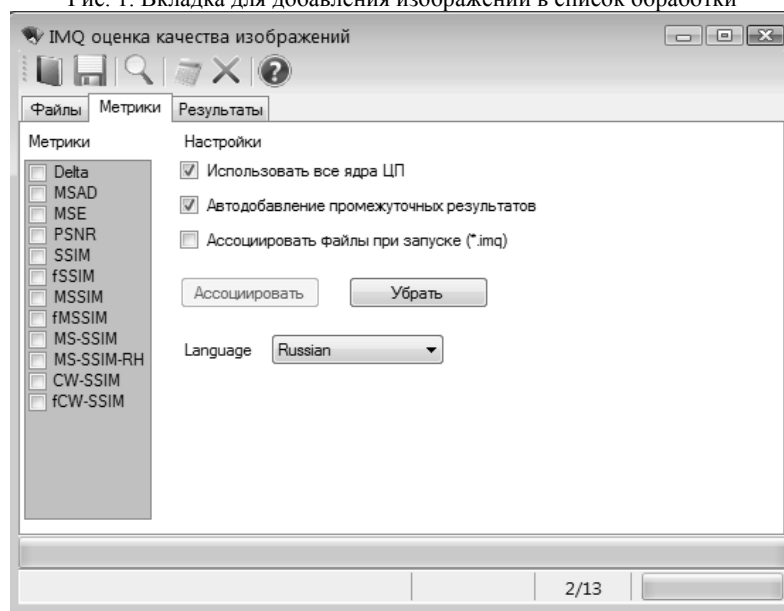 Рис. 1. Вкладка для добавления изображений в список обработки
IMQ оценка качества изображений
Файлы Метрики Результаты
Метрики
Delta
MSAD
MSE
PSNR
SSIM
fSSIM
MSSIM
fMSSIM
MS-SSIM
MS-SSIM-RH
CW-SSIM
fCW-SSIM
Настройки
Использовать все ядра ЦП
Автодобавление промежуточных результатов
Ассоциировать файлы при запуске (*.imq)
Ассоциировать Убрать
Language Russian
2/13